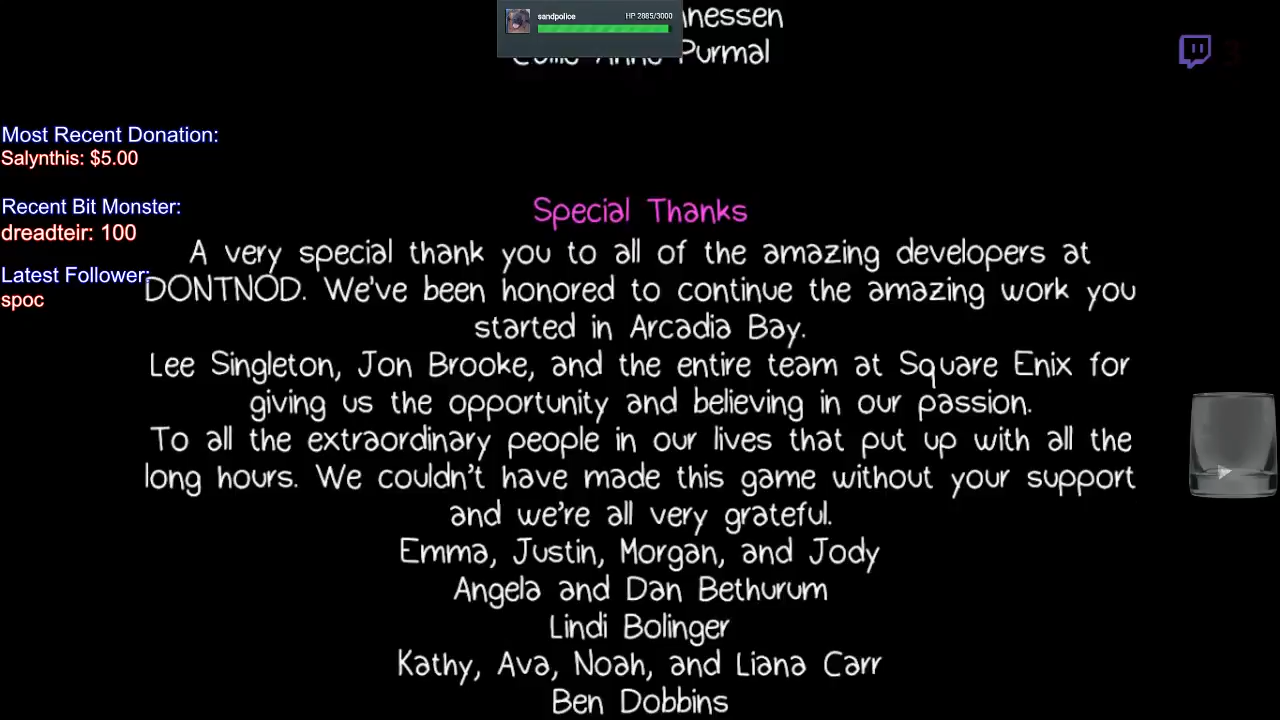 nnessen
sandpolice HP 2885/3000
Purmal
3
Most Recent Donation:
Salynthis: $5.00
Recent Bit Monster:
dreadteir: 100
Latest Follower:
spoc
Special Thanks
A very special thank you to all of the amazing developers at
DONTNOD. We've been honored to continue the amazing work you
started in Arcadia Bay.
Lee Singleton, Jon Brooke, and the entire team at Square Enix for
giving us the opportunity and believing in our passion.
To all the extraordinary people in our lives that put up with all the
long hours. We couldn't have made this game without your support
and we're all very grateful.
Emma, Justin, Morgan, and Jody
Angela and Dan Bethurum
Lindi Bolinger
Kathy, Ava, Noah, and Liana Carr
Ben Dobbins